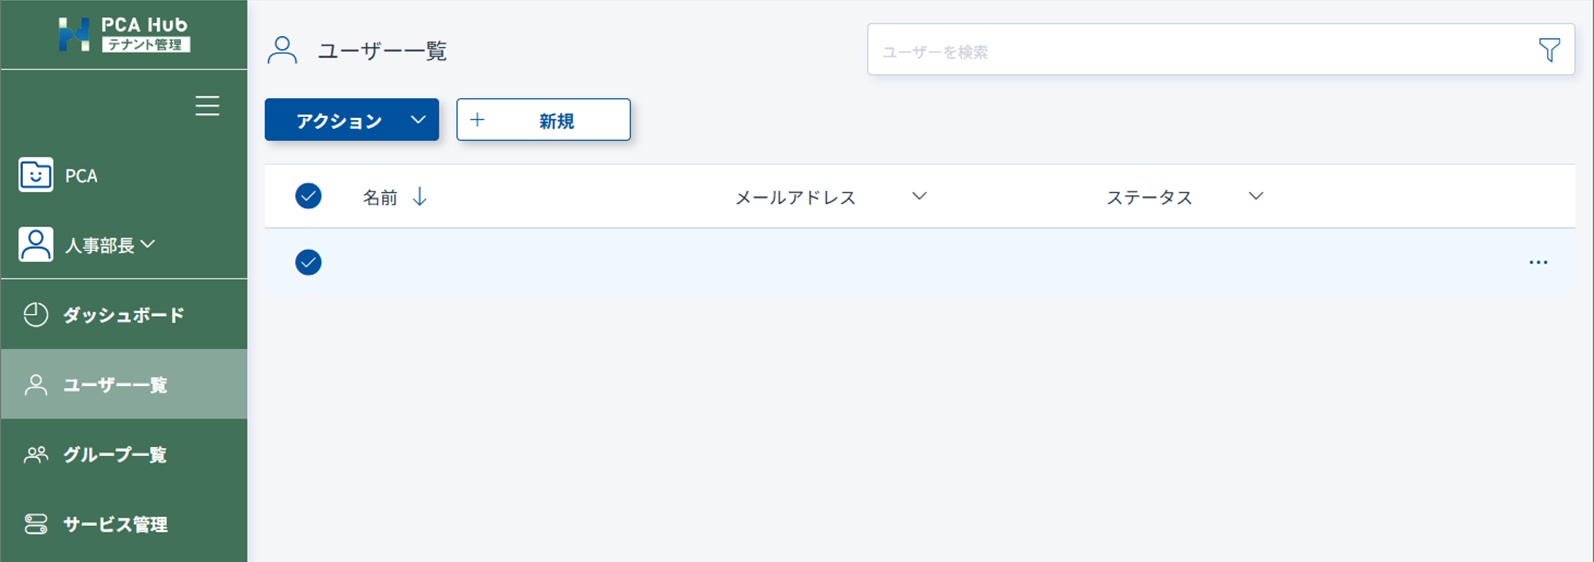 PCA Hub
テナント管理
PCA
人事部長
ダッシュボード
ユーザー一覧
グループ一覧
サービス管理
ユーザー一覧
ユーザーを検索
アクション
新規
名前
メールアドレス
ステータス